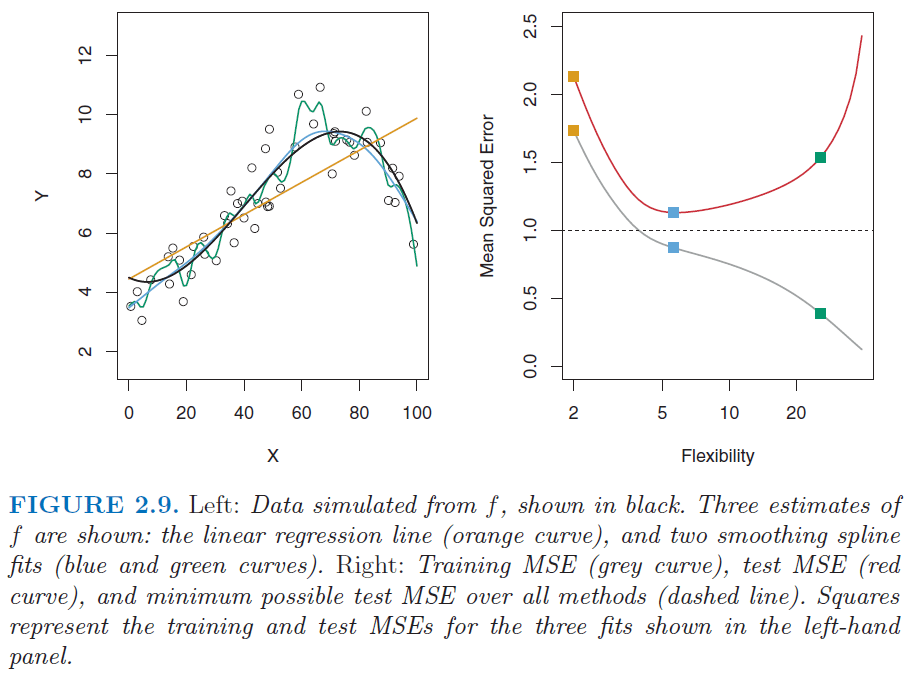 12
10
8
6
4
2
Y
0 20 40 60 80 100
X
2.5
2.0
1.5
1.0
0.5
0.0
Mean Squared Error
2 5 10 20
Flexibility
FIGURE 2.9. Left: Data simulated from f, shown in black. Three estimates of
f are shown: the linear regression line (orange curve), and two smoothing spline
fits (blue and green curves). Right: Training MSE (grey curve), test MSE (red
curve), and minimum possible test MSE over all methods (dashed line). Squares
represent the training and test MSEs for the three fits shown in the left-hand
panel.